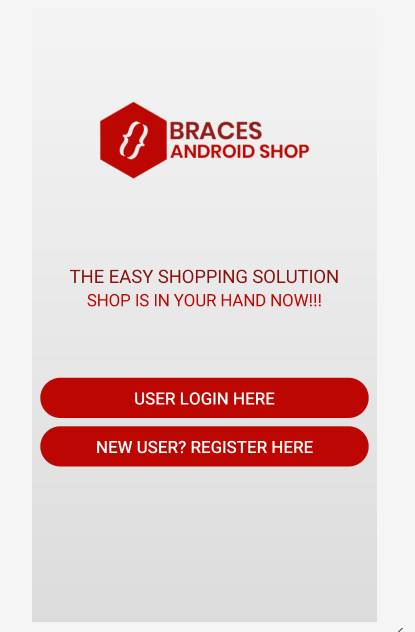 BRACES
ANDROID SHOP
THE EASY SHOPPING SOLUTION
SHOP IS IN YOUR HAND NOW!!!
USER LOGIN HERE
NEW USER? REGISTER HERE